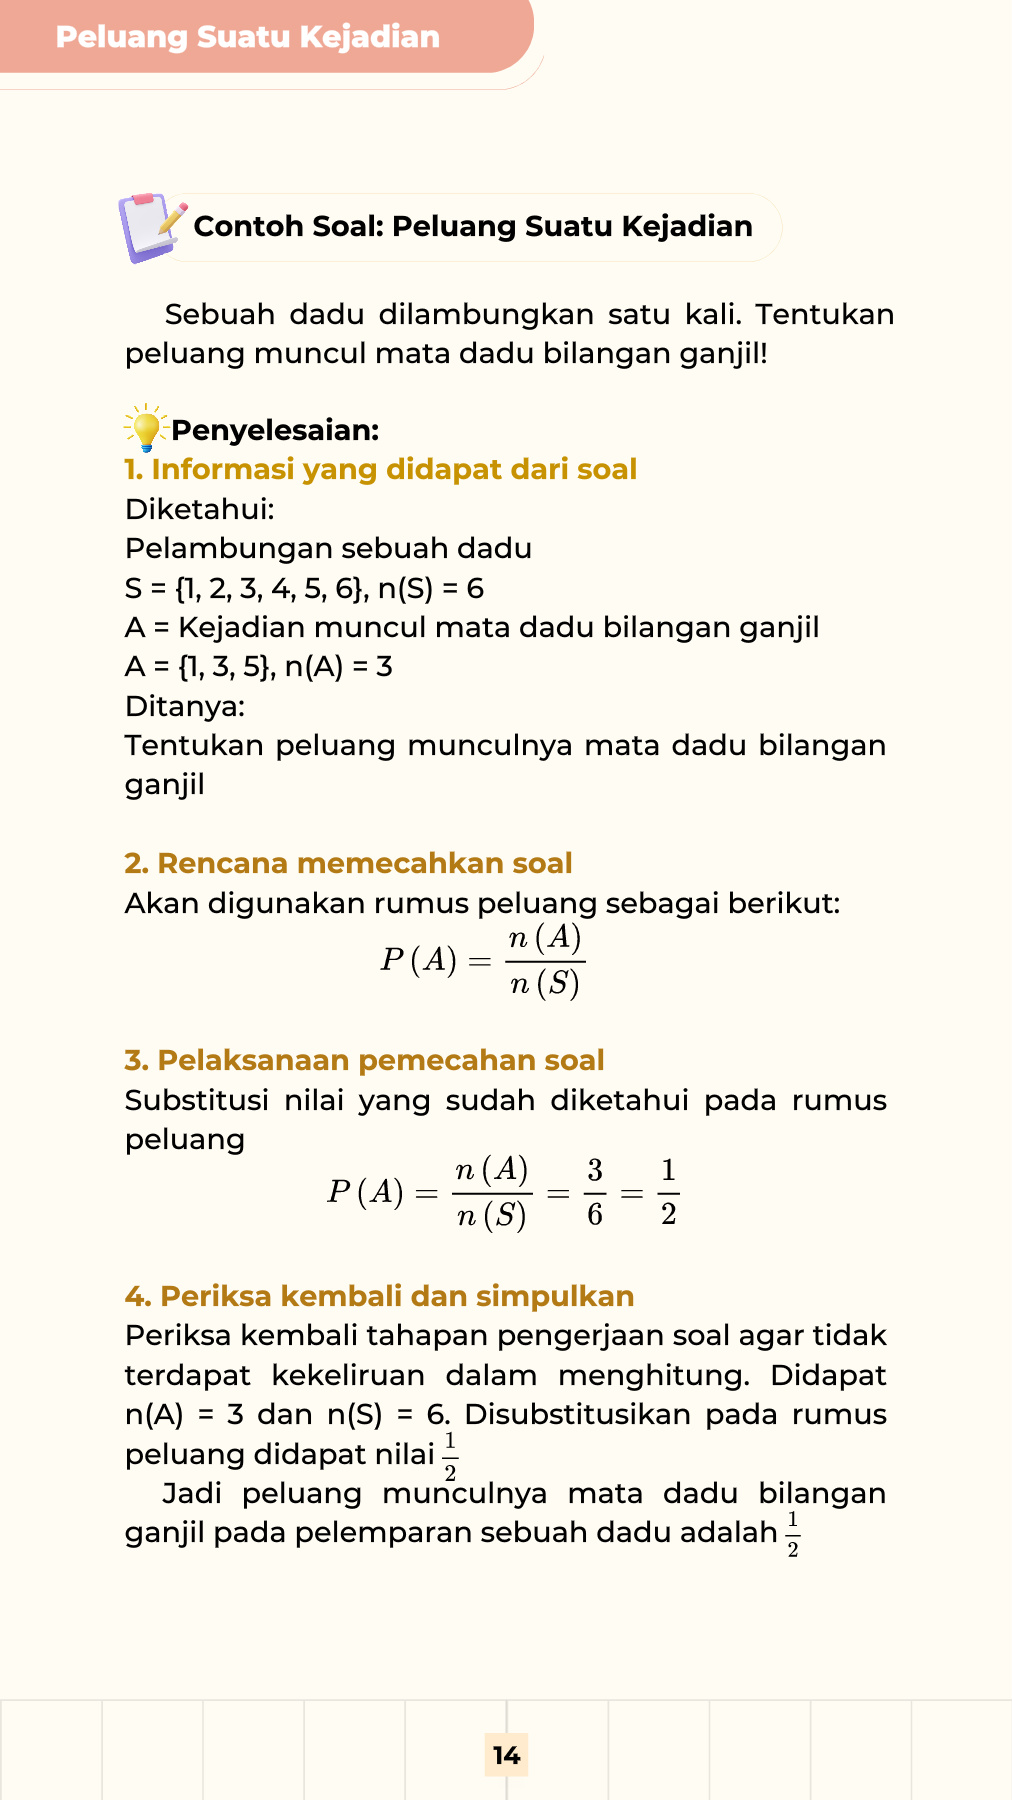 Peluang Suatu Kejadian
Contoh Soal: Peluang Suatu Kejadian
Sebuah dadu dilambungkan satu kali. Tentukan
peluang muncul mata dadu bilangan ganjil!
Penyelesaian:
1. Informasi yang didapat dari soal
Diketahui:
Pelambungan sebuah dadu
S = {1, 2, 3, 4, 5, 6}, n(S) = 6
A = Kejadian muncul mata dadu bilangan ganjil
A = {1, 3, 5}, n(A) = 3
Ditanya:
Tentukan peluang munculnya mata dadu bilangan
ganjil
2. Rencana memecahkan soal
Akan digunakan rumus peluang sebagai berikut:
P (A) = n (A) / n (S)
3. Pelaksanaan pemecahan soal
Substitusi nilai yang sudah diketahui pada rumus
peluang
P (A) = n (A) / n (S) = 3/6 = 1/2
4. Periksa kembali dan simpulkan
Periksa kembali tahapan pengerjaan soal agar tidak
terdapat kekeliruan dalam menghitung. Didapat
n(A) = 3 dan n(S) = 6. Disubstitusikan pada rumus
peluang didapat nilai 1/2
Jadi peluang munculnya mata dadu bilangan
ganjil pada pelemparan sebuah dadu adalah 1/2
14